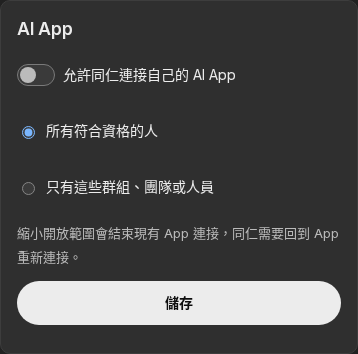 AI App
允許同仁連接自己的 AI App
所有符合資格的人
只有這些群組、團隊或人員
縮小開放範圍會結束現有 App 連接，同仁需要回到 App
重新連接。
儲存